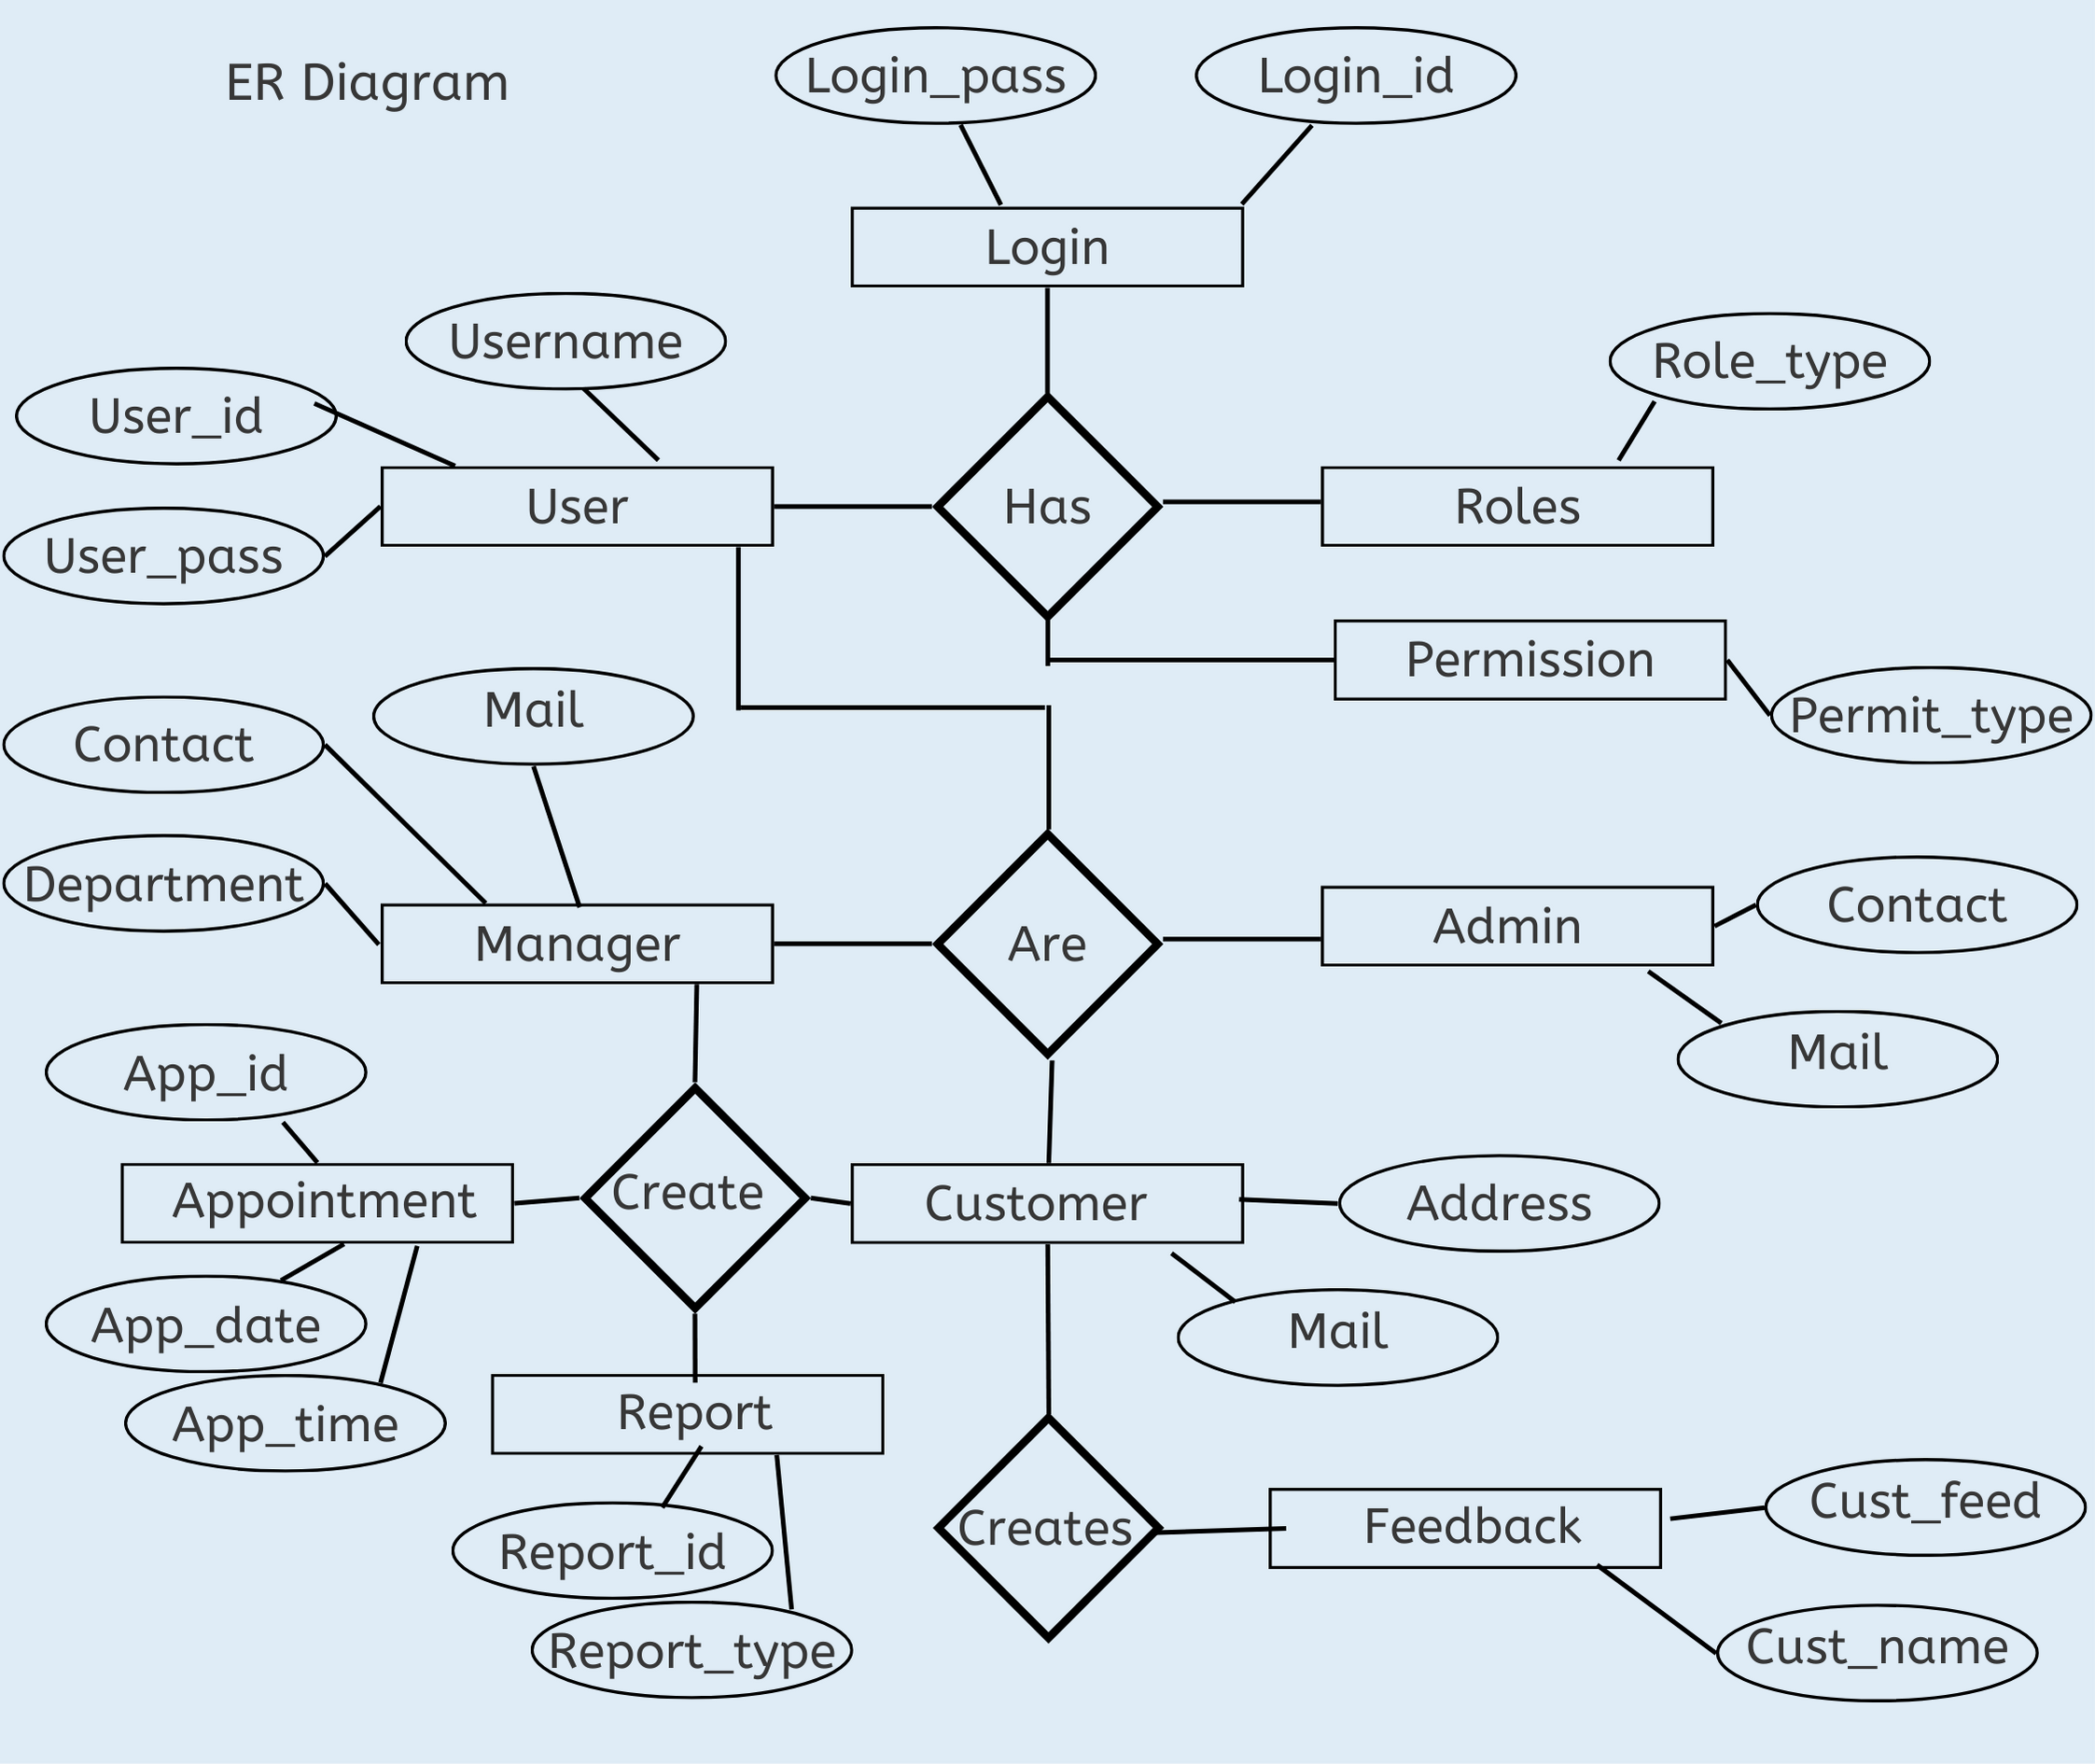 ER Diagram
Login_pass
Login_id
Login
Username
Role_type
User_id
User
Has
Roles
User_pass
Permission
Mail
Permit_type
Contact
Department
Manager
Are
Admin
Contact
Mail
App_id
Appointment
Create
Customer
Address
App_date
Mail
App_time
Report
Creates
Feedback
Cust_feed
Report_id
Report_type
Cust_name